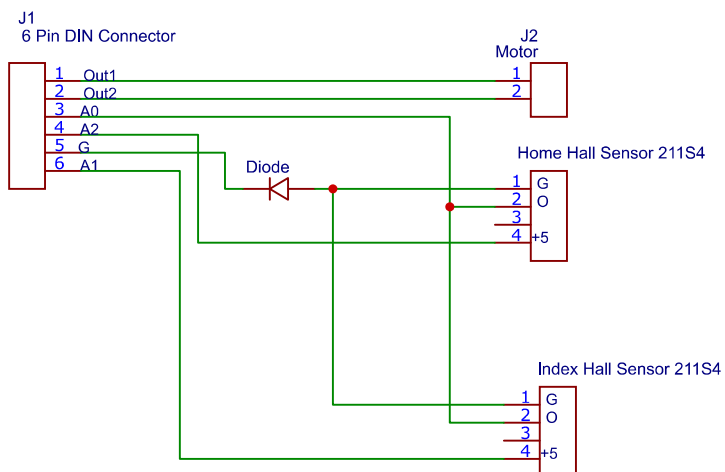 J1
6 Pin DIN Connector
1 Out1
2 Out2
3 A0
4 A2
5 G
6 A1
J2
Motor
1
2
Diode
Home Hall Sensor 211S4
1 G
2 O
3
4 +5
Index Hall Sensor 211S4
1 G
2 O
3
4 +5